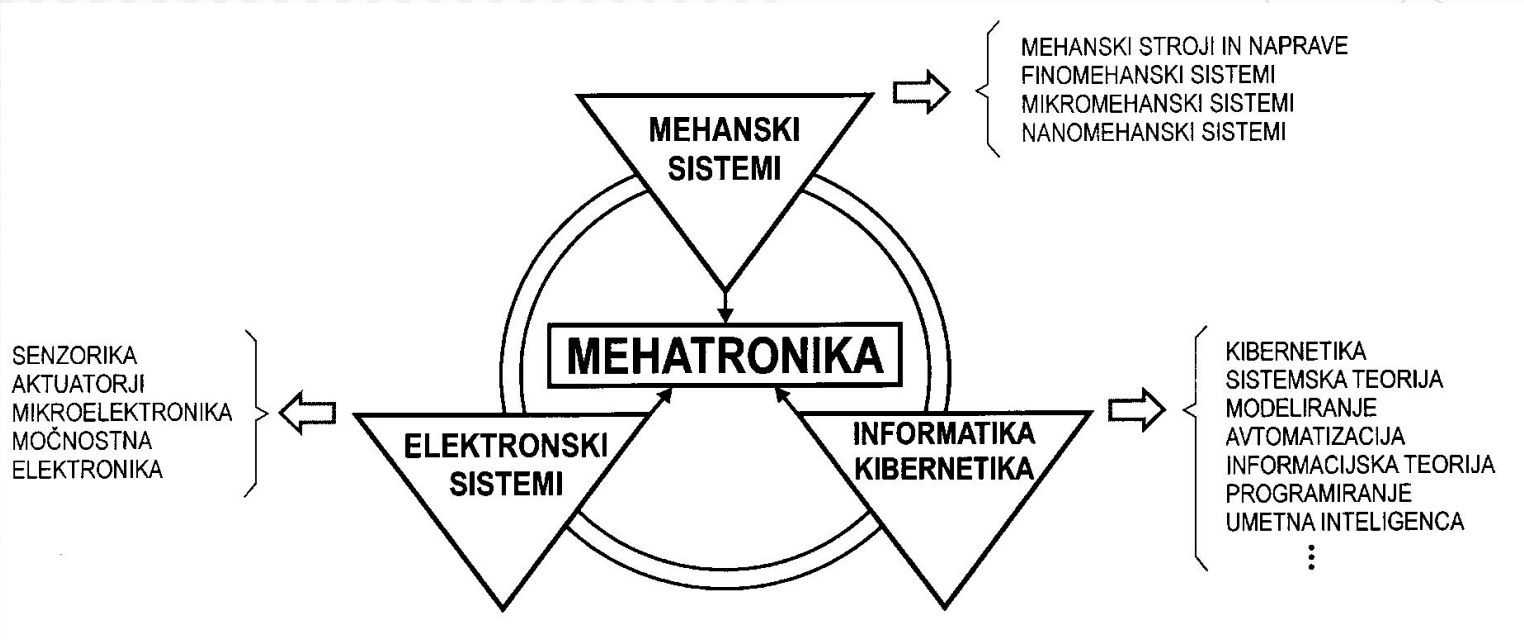 MEHANSKI STROJI IN NAPRAVE
FINOMEHANSKI SISTEMI
MIKROMEHANSKI SISTEMI
NANOMEHANSKI SISTEMI
MEHANSKI
SISTEMI
MEHATRONIKA
SENZORIKA
AKTUATORJI
MIKROELEKTRONIKA
MOČNOSTNA
ELEKTRONIKA
ELEKTRONSKI
SISTEMI
INFORMATIKA
KIBERNETIKA
KIBERNETIKA
SISTEMSKA TEORIJA
MODELIRANJE
AVTOMATIZACIJA
INFORMACIJSKA TEORIJA
PROGRAMIRANJE
UMETNA INTELIGENCA
⋮